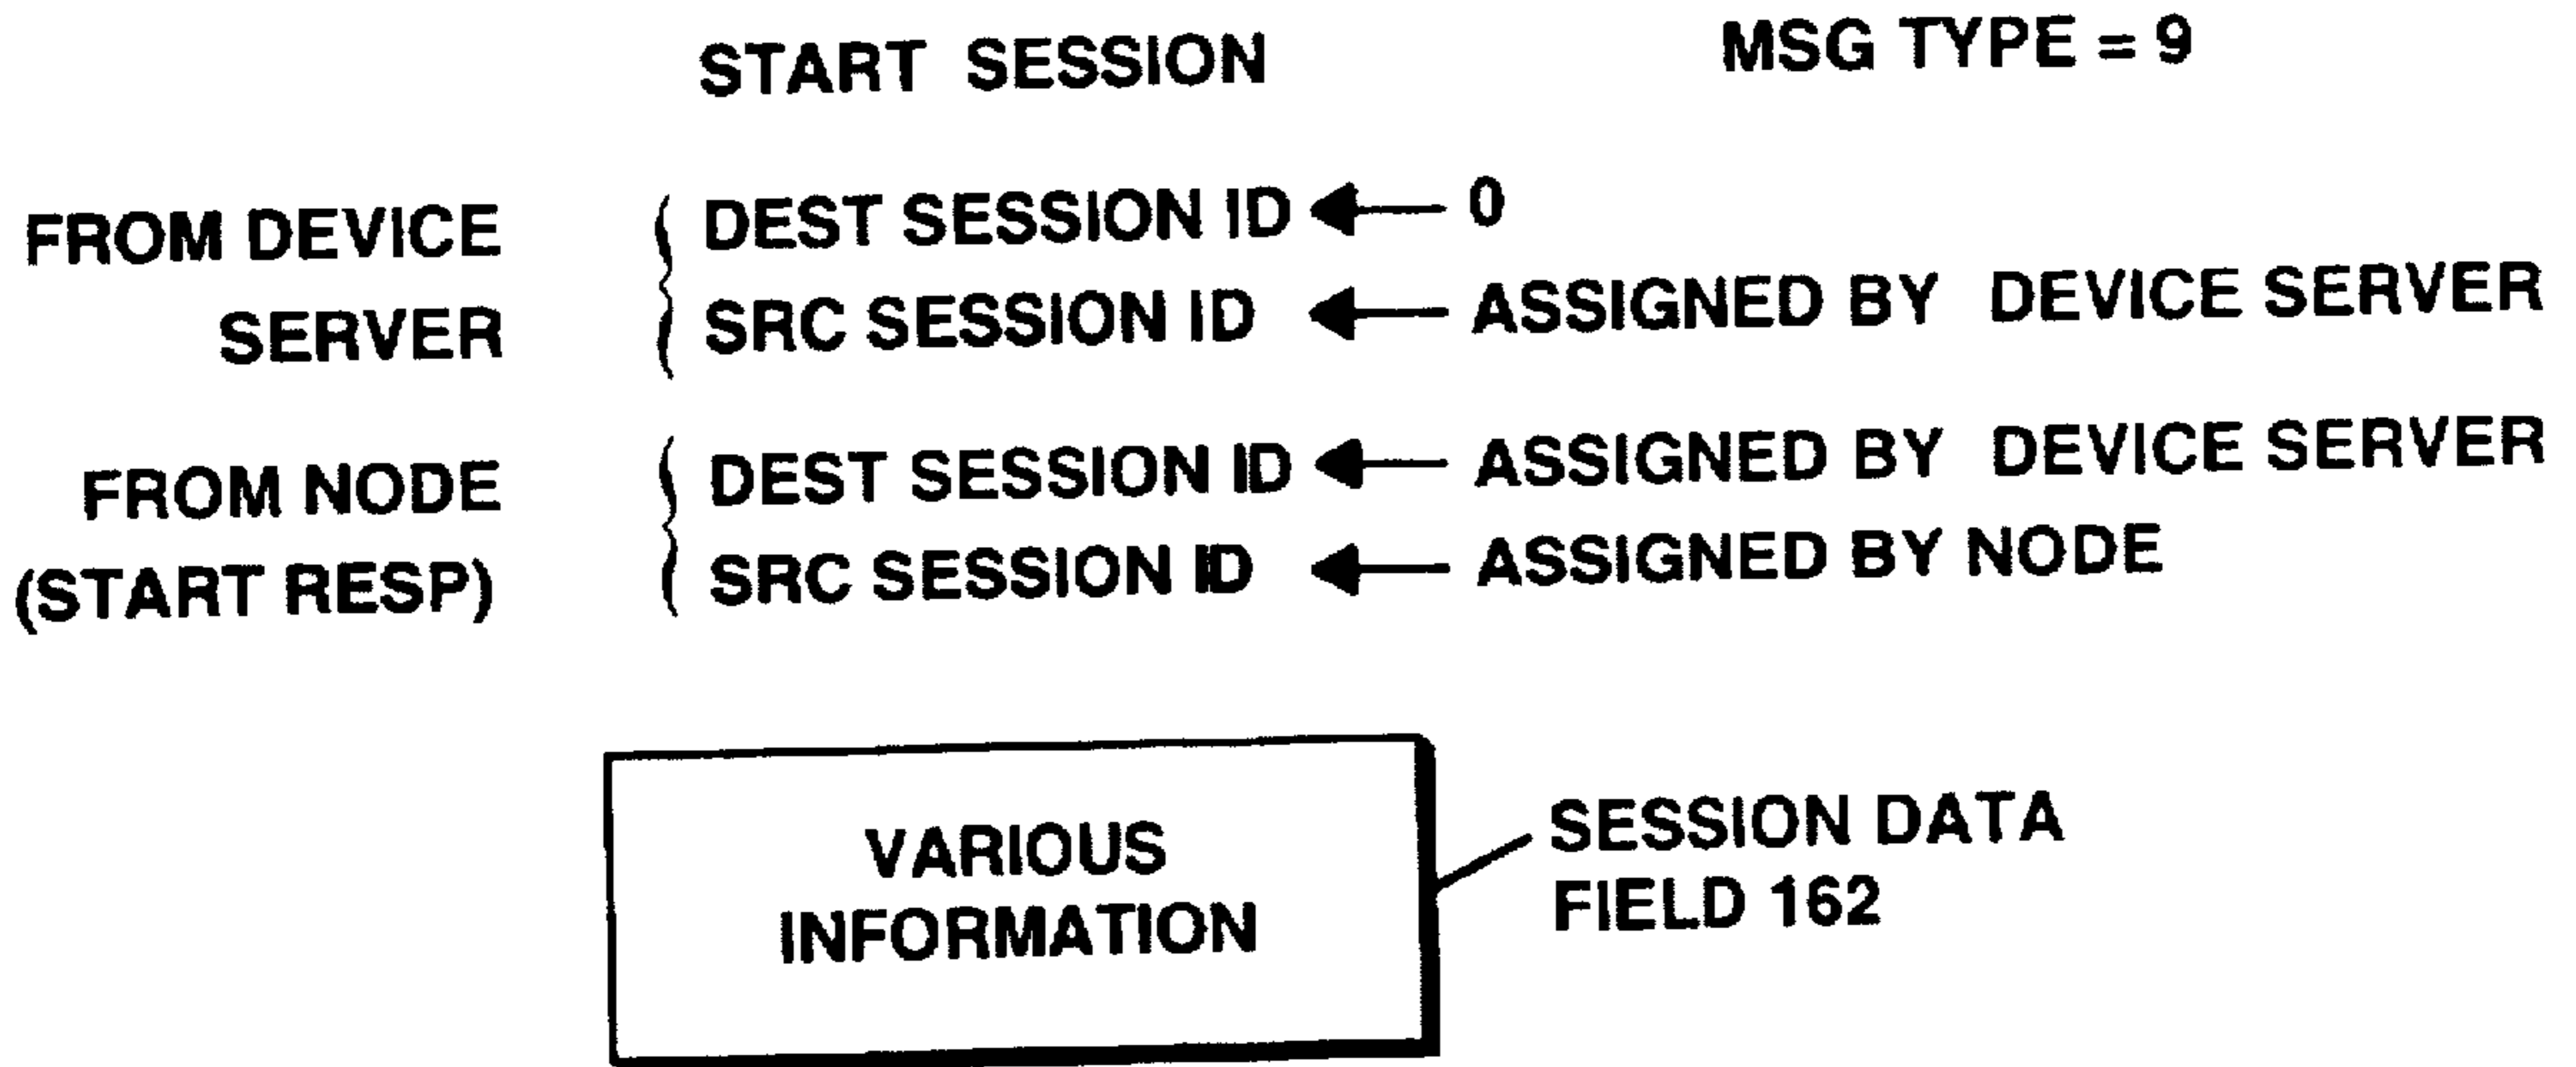 START SESSION MSG TYPE = 9
FROM DEVICE DEST SESSION ID 0
SERVER SRC SESSION ID ASSIGNED BY DEVICE SERVER
FROM NODE DEST SESSION ID ASSIGNED BY DEVICE SERVER
(START RESP) SRC SESSION ID ASSIGNED BY NODE
VARIOUS
INFORMATION
SESSION DATA
FIELD 162